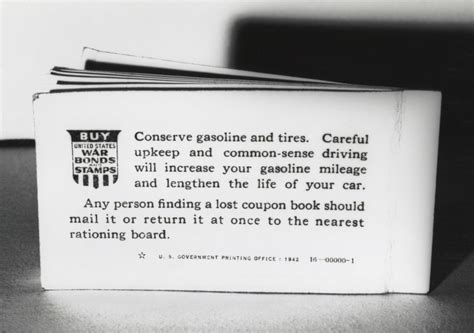 BUY
UNITED STATES
WAR
BONDS
AND
STAMPS
Conserve gasoline and tires. Careful
upkeep and common-sense driving
will increase your gasoline mileage
and lengthen the life of your car.
Any person finding a lost coupon book should
mail it or return it at once to the nearest
rationing board.
☆ U. S. GOVERNMENT PRINTING OFFICE : 1942 16—00000-1